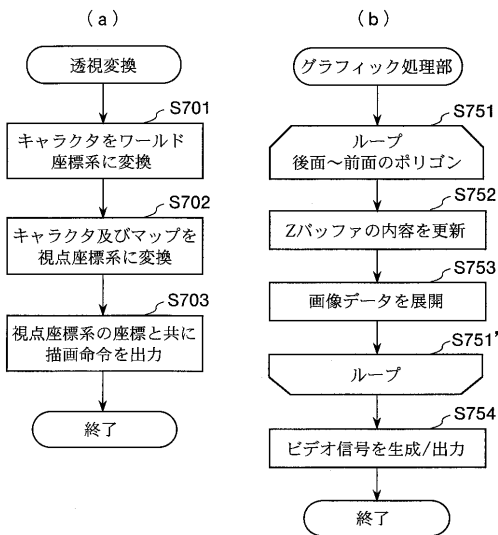 (a)
透視変換
S701
キャラクタをワールド
座標系に変換
S702
キャラクタ及びマップを
視点座標系に変換
S703
視点座標系の座標と共に
描画命令を出力
終了
(b)
グラフィック処理部
S751
ループ
後面〜前面のポリゴン
S752
Zバッファの内容を更新
S753
画像データを展開
S751'
ループ
S754
ビデオ信号を生成/出力
終了